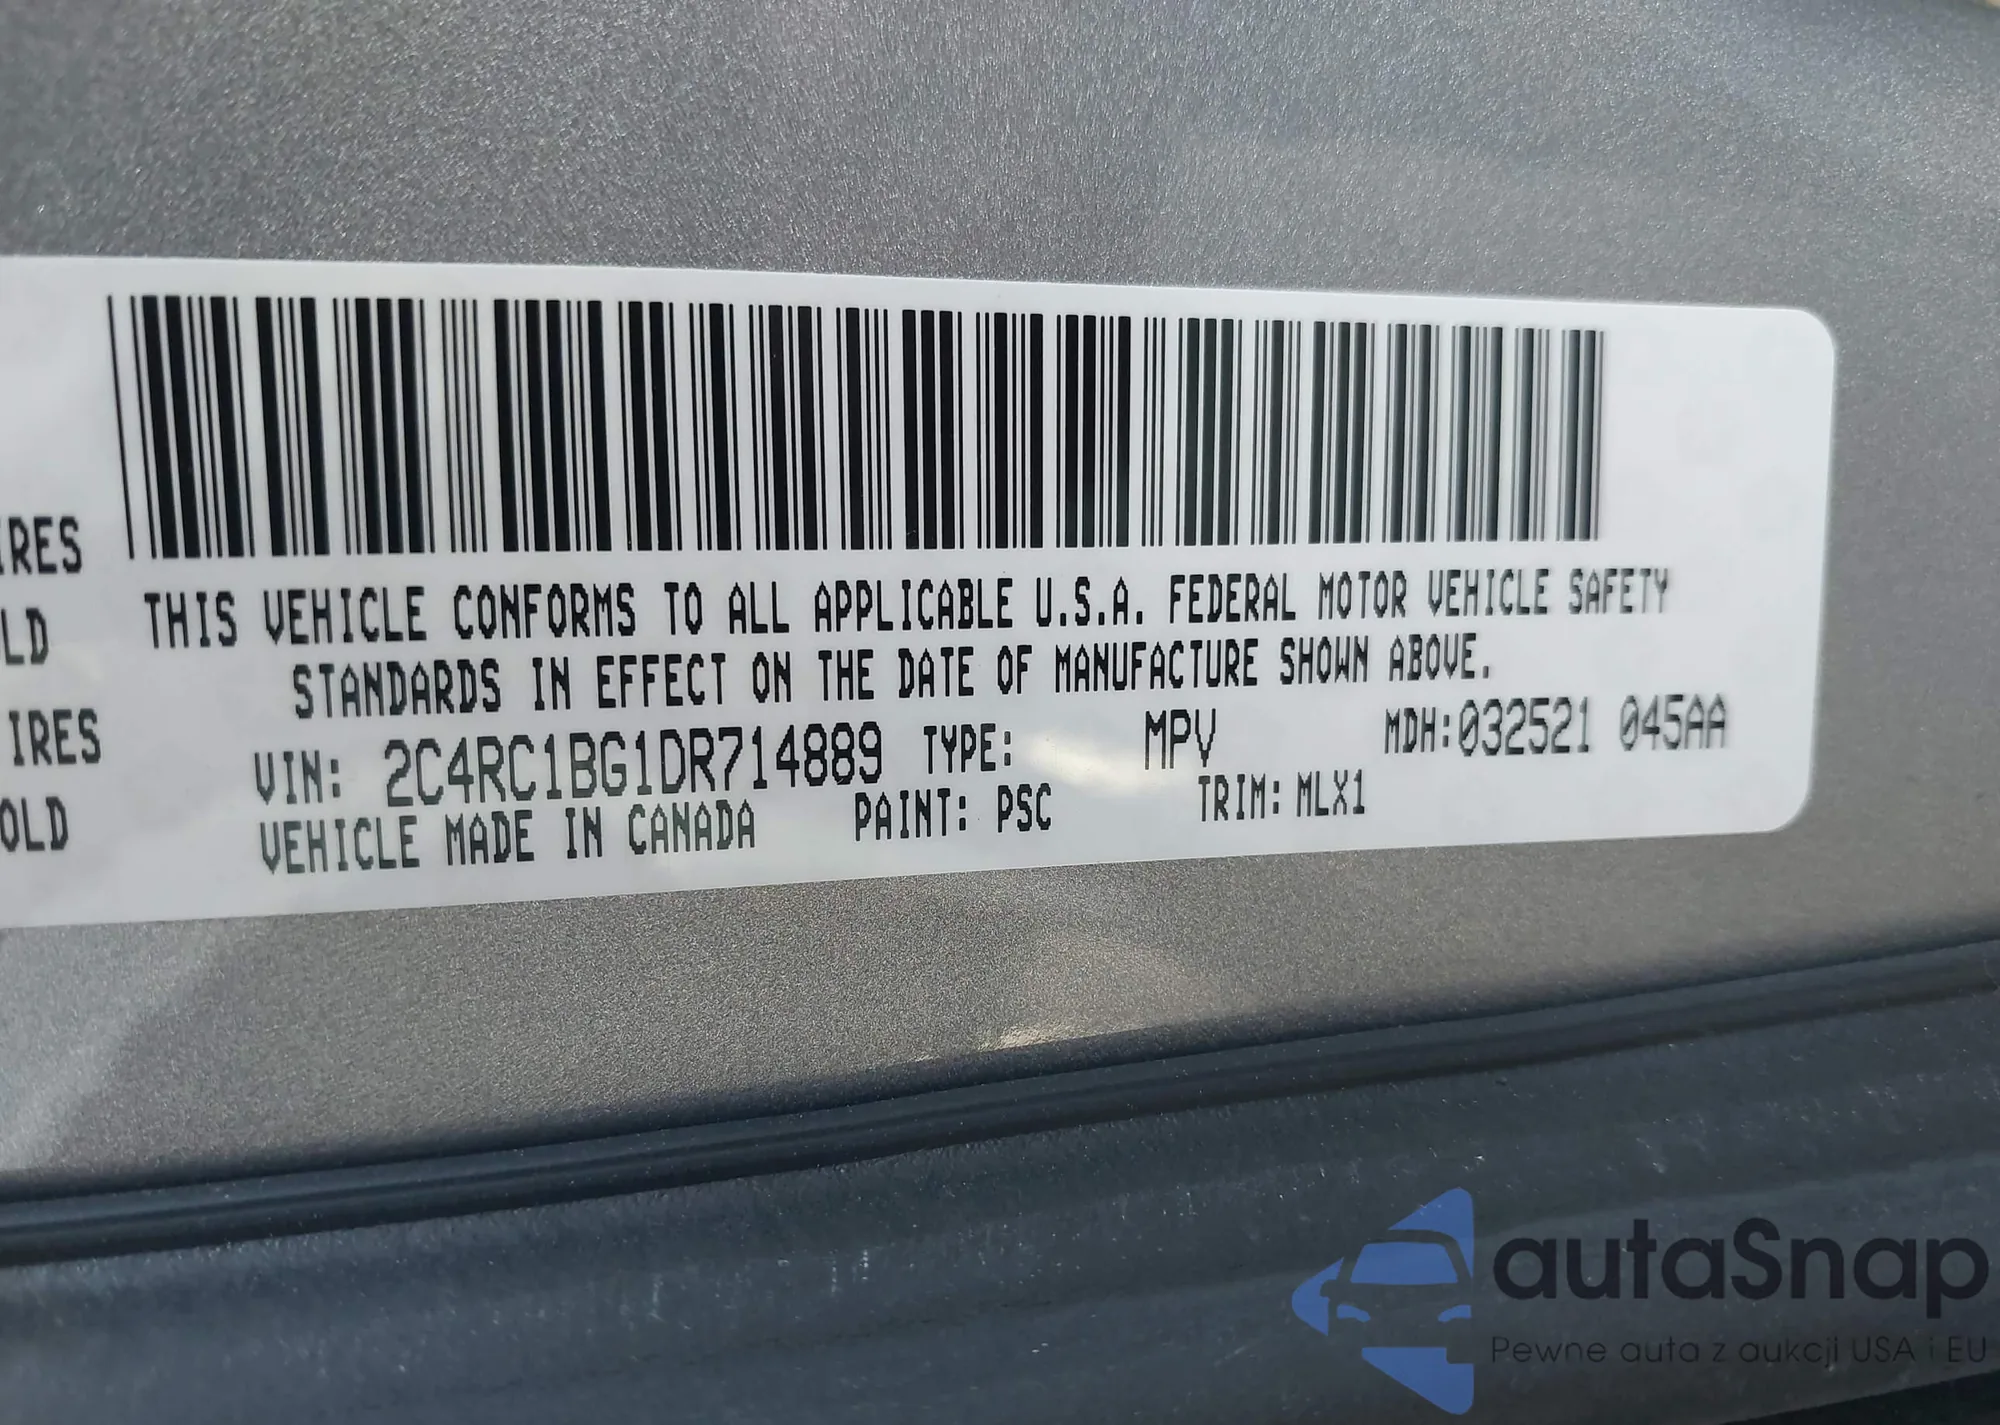 IRES
LD
IRES
OLD
THIS VEHICLE CONFORMS TO ALL APPLICABLE U.S.A. FEDERAL MOTOR VEHICLE SAFETY
STANDARDS IN EFFECT ON THE DATE OF MANUFACTURE SHOWN ABOVE.
VIN: 2C4RC1BG1DR714889 TYPE: MPV MDH:032521 045AA
VEHICLE MADE IN CANADA PAINT: PSC TRIM: MLX1
autaSnap
Pewne auta z aukcji USA i EU